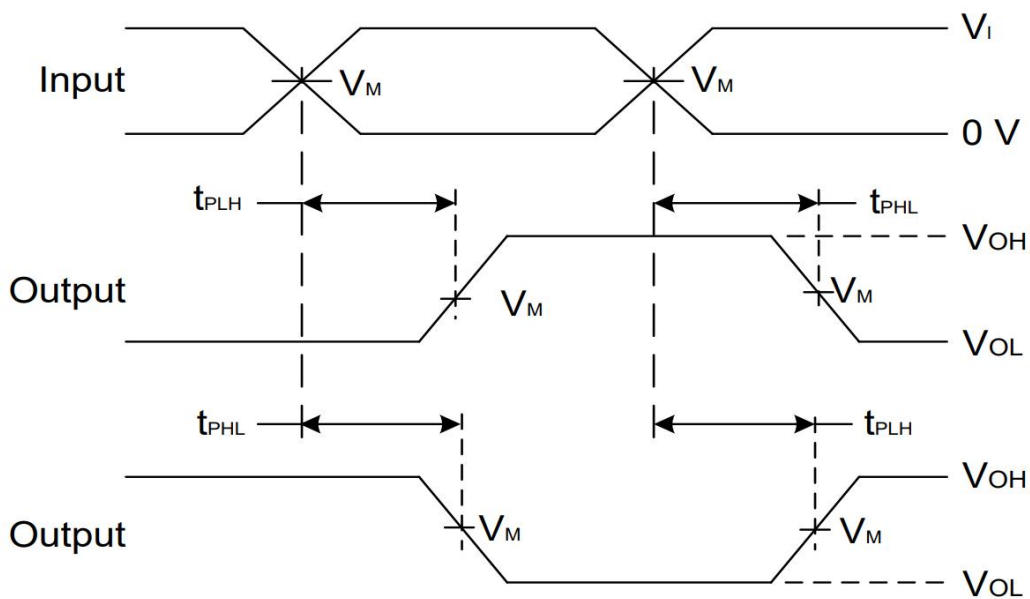 VI
Input VM VM
0 V
tPLH tPHL
VOH
Output VM VM
VOL
tPHL tPLH
VOH
Output VM VM
VOL